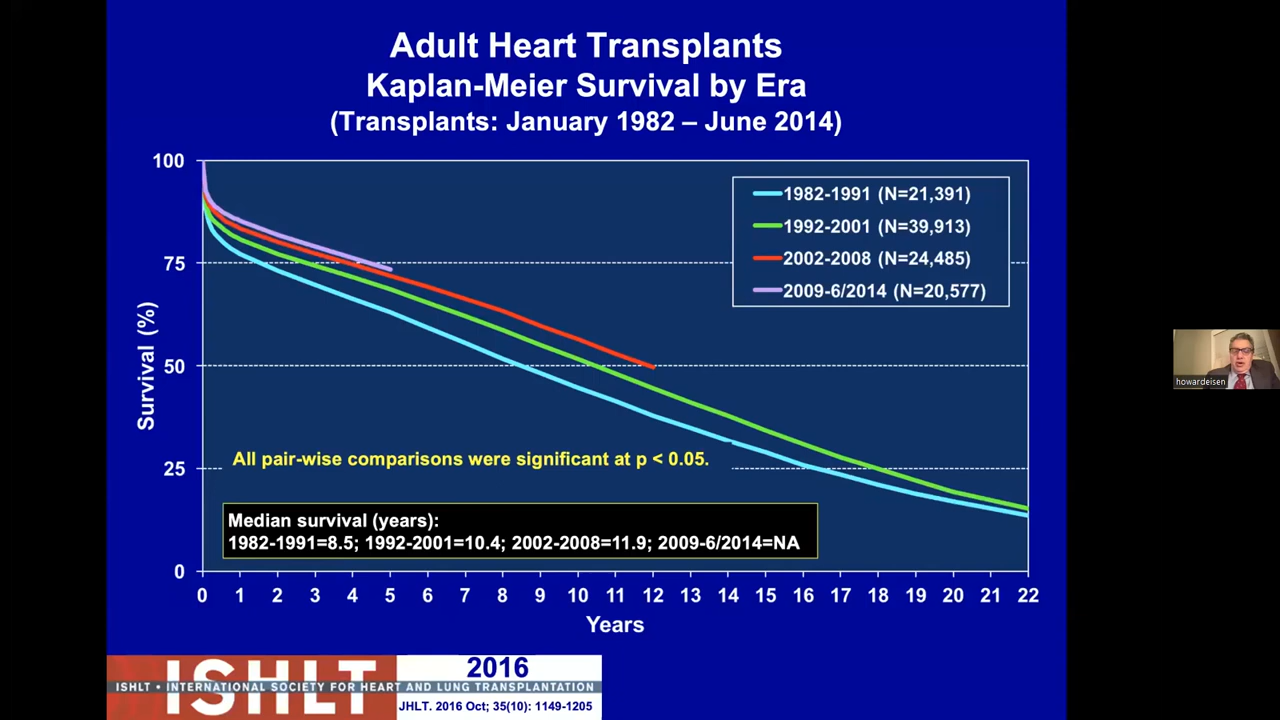 Adult Heart Transplants
Kaplan-Meier Survival by Era
(Transplants: January 1982 – June 2014)
100
75
50
25
0
Survival (%)
1982-1991 (N=21,391)
1992-2001 (N=39,913)
2002-2008 (N=24,485)
2009-6/2014 (N=20,577)
All pair-wise comparisons were significant at p < 0.05.
Median survival (years):
1982-1991=8.5; 1992-2001=10.4; 2002-2008=11.9; 2009-6/2014=NA
0 1 2 3 4 5 6 7 8 9 10 11 12 13 14 15 16 17 18 19 20 21 22
Years
ISHLT
2016
ISHLT • INTERNATIONAL SOCIETY FOR HEART AND LUNG TRANSPLANTATION
JHLT. 2016 Oct; 35(10): 1149-1205
howardeisen